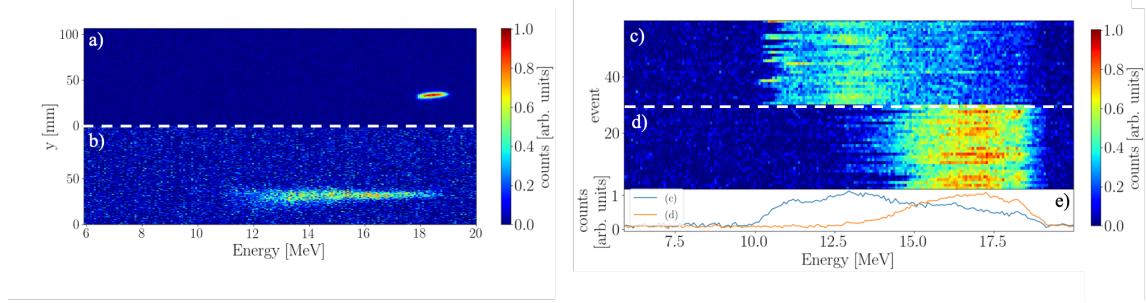 a)
100
50
0
b)
50
0
y [mm]
6 8 10 12 14 16 18 20
Energy [MeV]
1.0
0.8
0.6
0.4
0.2
0.0
counts [arb. units]
c)
40
d)
20
event
e)
1
0
counts
[arb. units]
(c)
(d)
7.5 10.0 12.5 15.0 17.5
Energy [MeV]
1.0
0.8
0.6
0.4
0.2
0.0
counts [arb. units]